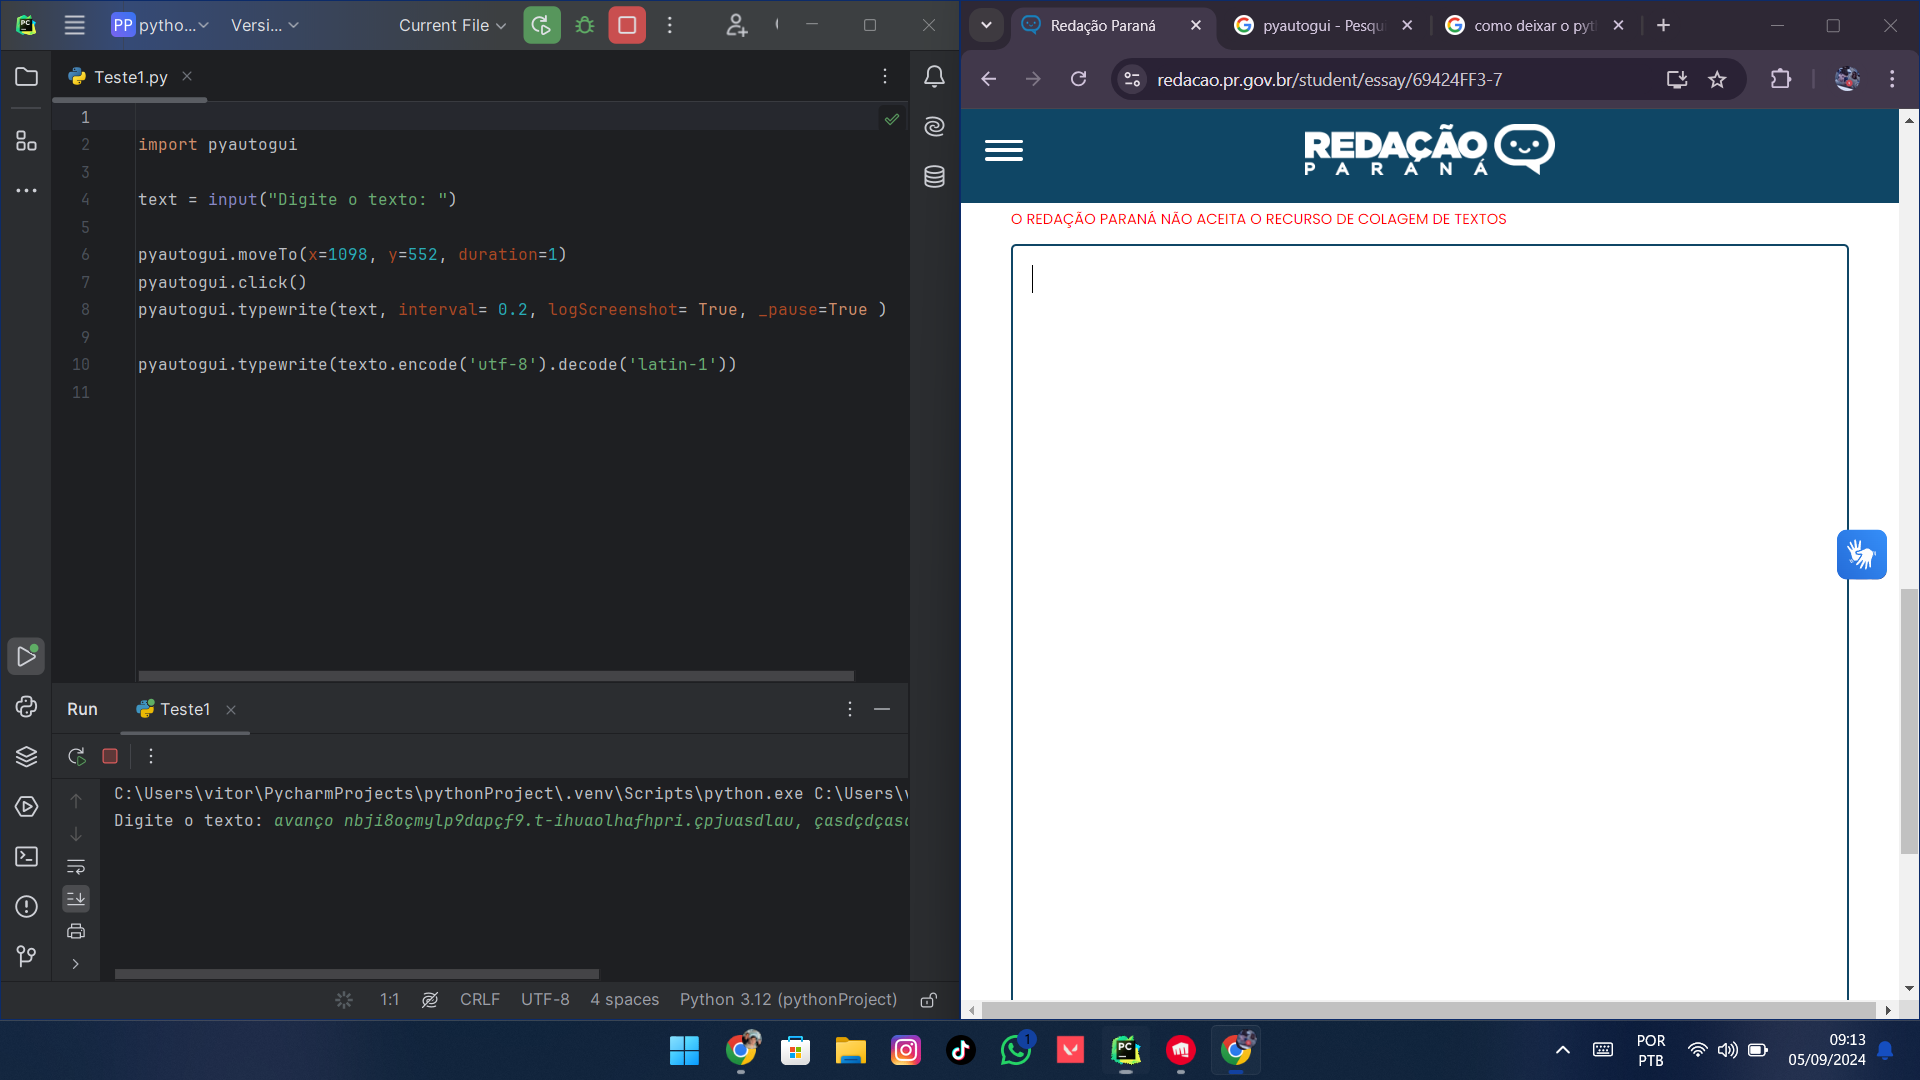 PC
PP pytho...
Versi...
Current File
Teste1.py
1
2 import pyautogui
3
4 text = input("Digite o texto: ")
5
6 pyautogui.moveTo(x=1098, y=552, duration=1)
7 pyautogui.click()
8 pyautogui.typewrite(text, interval= 0.2, logScreenshot= True, _pause=True )
9
10 pyautogui.typewrite(texto.encode('utf-8').decode('latin-1'))
11
Run
Teste1
C:\Users\vitor\PycharmProjects\pythonProject\.venv\Scripts\python.exe C:\Users\
Digite o texto: avanço nbji8oçmylp9dapçf9.t-ihuaolhafhpri.çpjuasdlau, çasdçdças
1:1
CRLF
UTF-8
4 spaces
Python 3.12 (pythonProject)
Redação Paraná
pyautogui - Pesqu
como deixar o pyt
redacao.pr.gov.br/student/essay/69424FF3-7
REDAÇÃO
PARANÁ
O REDAÇÃO PARANÁ NÃO ACEITA O RECURSO DE COLAGEM DE TEXTOS
1
PC
POR
PTB
09:13
05/09/2024